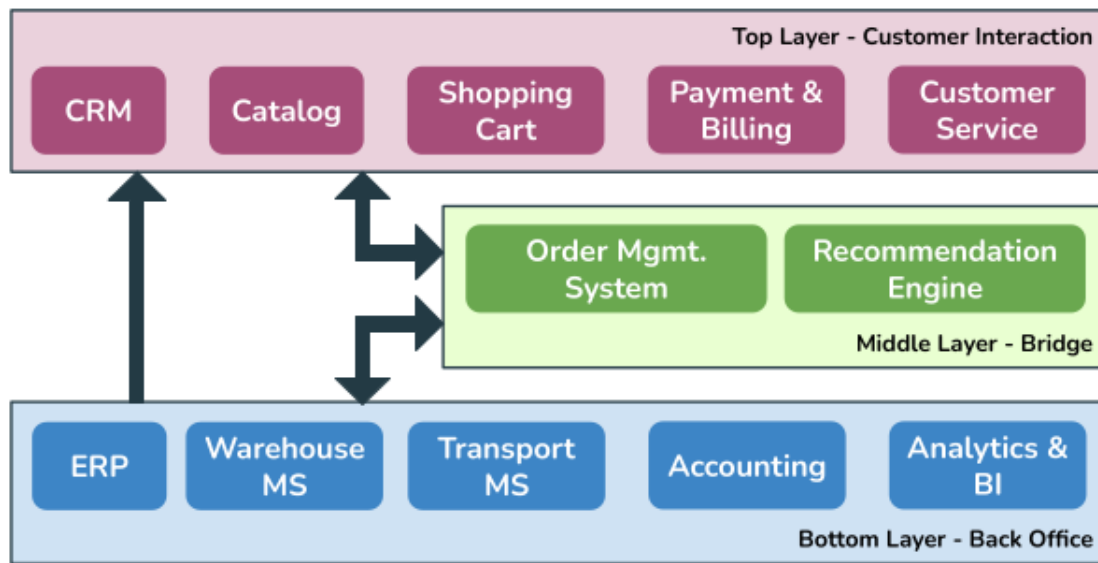 Top Layer - Customer Interaction
CRM
Catalog
Shopping
Cart
Payment &
Billing
Customer
Service
Order Mgmt.
System
Recommendation
Engine
Middle Layer - Bridge
ERP
Warehouse
MS
Transport
MS
Accounting
Analytics &
BI
Bottom Layer - Back Office